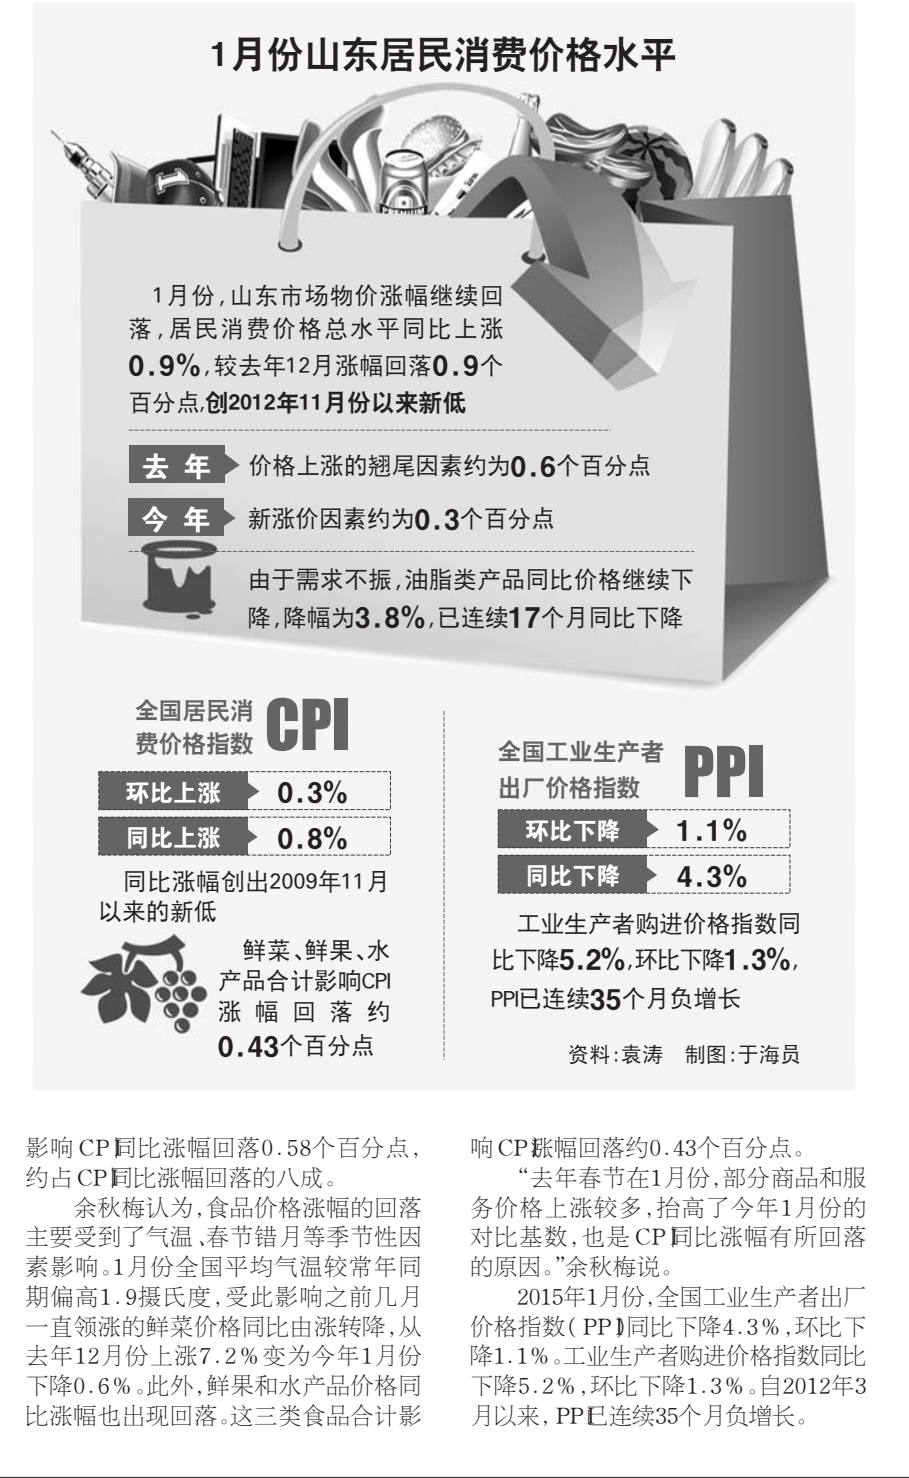 1月份山东居民消费价格水平
1月份,山东市场物价涨幅继续回
落,居民消费价格总水平同比上涨
0.9%,较去年12月涨幅回落0.9个
百分点,创2012年11月份以来新低
去 年 价格上涨的翘尾因素约为0.6个百分点
今 年 新涨价因素约为0.3个百分点
由于需求不振,油脂类产品同比价格继续下
降,降幅为3.8%,已连续17个月同比下降
全国居民消
费价格指数 CPI
环比上涨 0.3%
同比上涨 0.8%
同比涨幅创出2009年11月
以来的新低
鲜菜、鲜果、水
产品合计影响CPI
涨幅回落约
0.43个百分点
全国工业生产者
出厂价格指数 PPI
环比下降 1.1%
同比下降 4.3%
工业生产者购进价格指数同
比下降5.2%,环比下降1.3%,
PPI已连续35个月负增长
资料:袁涛 制图:于海员
影响CPI同比涨幅回落0.58个百分点,
约占CPI同比涨幅回落的八成。
余秋梅认为,食品价格涨幅的回落
主要受到了气温、春节错月等季节性因
素影响。1月份全国平均气温较常年同
期偏高1.9摄氏度,受此影响之前几月
一直领涨的鲜菜价格同比由涨转降,从
去年12月份上涨7.2%变为今年1月份
下降0.6%。此外,鲜果和水产品价格同
比涨幅也出现回落。这三类食品合计影
响CPI涨幅回落约0.43个百分点。
“去年春节在1月份,部分商品和服
务价格上涨较多,抬高了今年1月份的
对比基数,也是CPI同比涨幅有所回落
的原因。”余秋梅说。
2015年1月份,全国工业生产者出厂
价格指数(PPI)同比下降4.3%,环比下
降1.1%。工业生产者购进价格指数同比
下降5.2%,环比下降1.3%。自2012年3
月以来,PPI已连续35个月负增长。